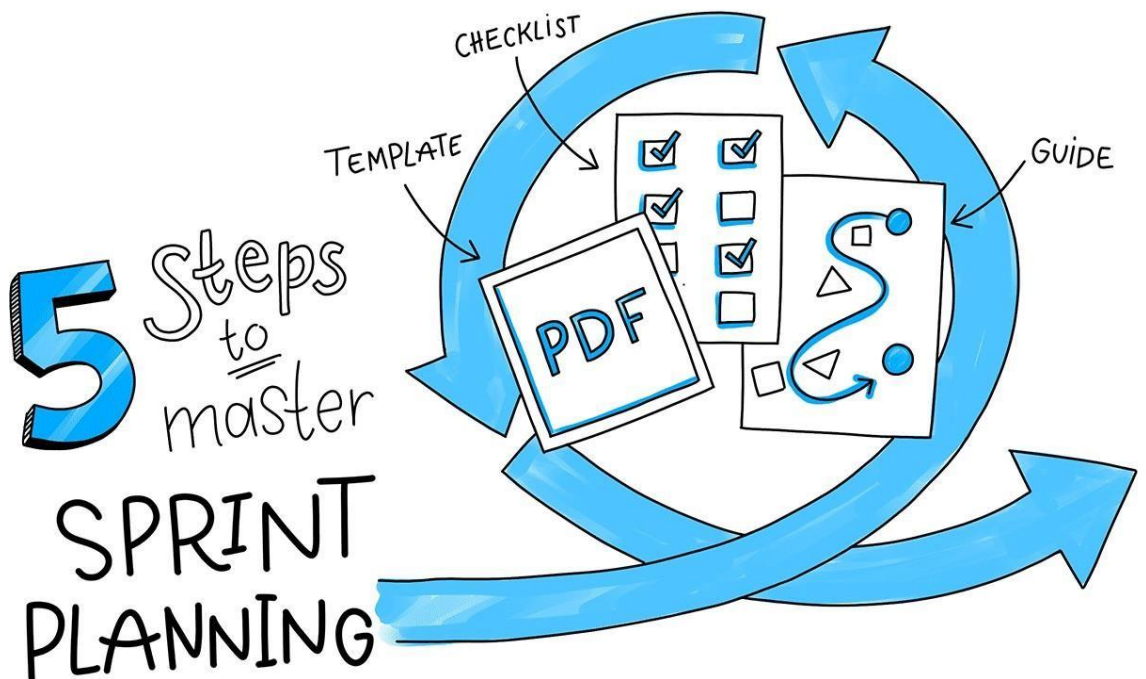 5 Steps
to
master
SPRINT
PLANNING
TEMPLATE
CHECKLIST
GUIDE
PDF